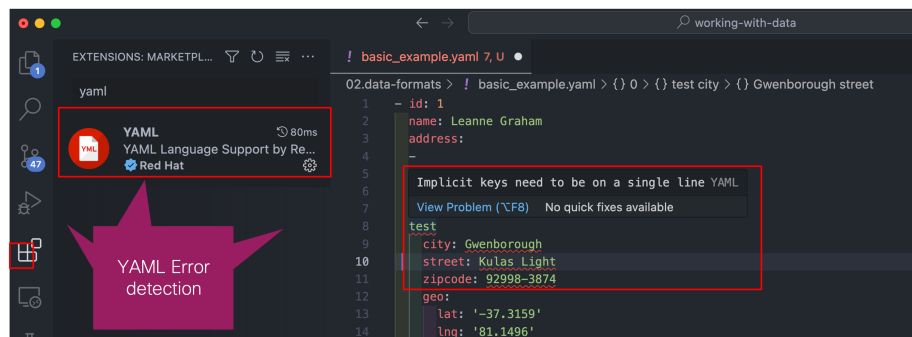 working-with-data
EXTENSIONS: MARKETPL...
! basic_example.yaml 7, U
02.data-formats > ! basic_example.yaml > {} 0 > {} test city > {} Gwenborough street
yaml
YAML
80ms
YAML Language Support by Re...
Red Hat
YML
1
47
YAML Error
detection
1 - id: 1
2 name: Leanne Graham
3 address:
4 -
5
6
7
Implicit keys need to be on a single line YAML
View Problem (⌥F8) No quick fixes available
8 test
9 city: Gwenborough
10 street: Kulas Light
11 zipcode: 92998-3874
12 geo:
13 lat: '-37.3159'
14 lng: '81.1496'